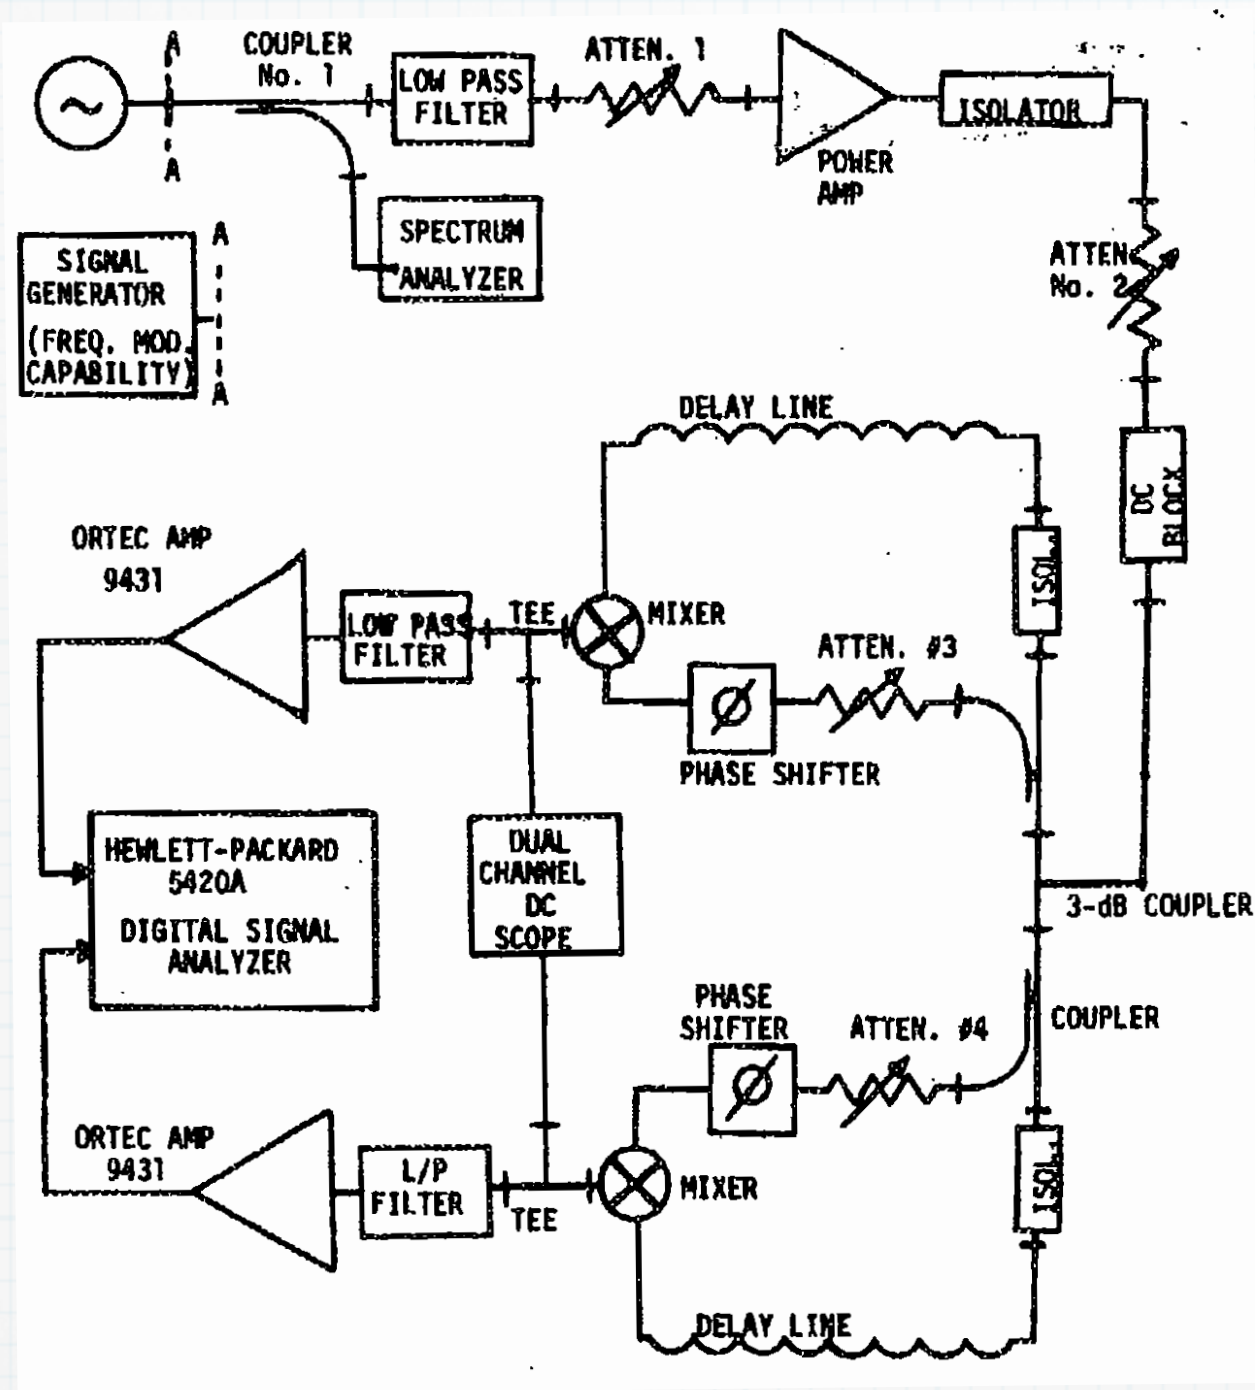 A
COUPLER
No. 1
A
LOW PASS
FILTER
ATTEN. 1
POWER
AMP
ISOLATOR
SPECTRUM
ANALYZER
A
SIGNAL
GENERATOR
(FREQ. MOD.
CAPABILITY)
A
ATTEN.
No. 2
DELAY LINE
DC
BLOCK
ISOL.
ORTEC AMP
9431
LOW PASS
FILTER
TEE
MIXER
ATTEN. #3
Ø
PHASE SHIFTER
HEWLETT-PACKARD
5420A
DIGITAL SIGNAL
ANALYZER
DUAL
CHANNEL
DC
SCOPE
3-dB COUPLER
PHASE
SHIFTER
ATTEN. #4
COUPLER
Ø
ORTEC AMP
9431
L/P
FILTER
TEE
MIXER
ISOL.
DELAY LINE